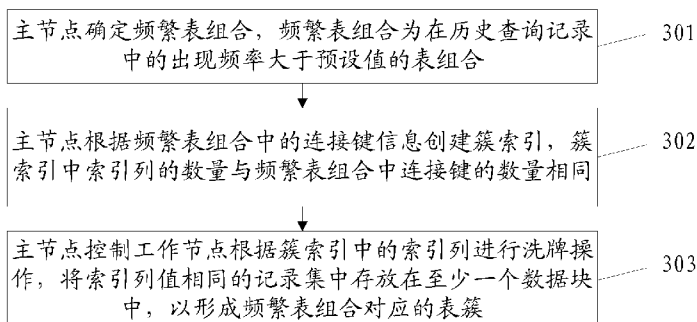 主节点确定频繁表组合，频繁表组合为在历史查询记录
中的出现频率大于预设值的表组合
301
主节点根据频繁表组合中的连接键信息创建簇索引，簇
索引中索引列的数量与频繁表组合中连接键的数量相同
302
主节点控制工作节点根据簇索引中的索引列进行洗牌操
作，将索引列值相同的记录集中存放在至少一个数据块
中，以形成频繁表组合对应的表簇
303